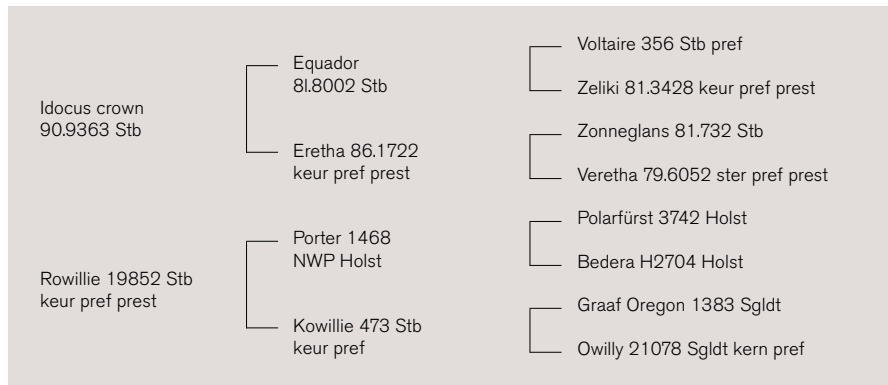 Idocus crown
90.9363 Stb
Equador
8l.8002 Stb
Eretha 86.1722
keur pref prest
Voltaire 356 Stb pref
Zeliki 81.3428 keur pref prest
Zonneglans 81.732 Stb
Veretha 79.6052 ster pref prest
Rowillie 19852 Stb
keur pref prest
Porter 1468
NWP Holst
Kowillie 473 Stb
keur pref
Polarfürst 3742 Holst
Bedera H2704 Holst
Graaf Oregon 1383 Sgldt
Owilly 21078 Sgldt kern pref